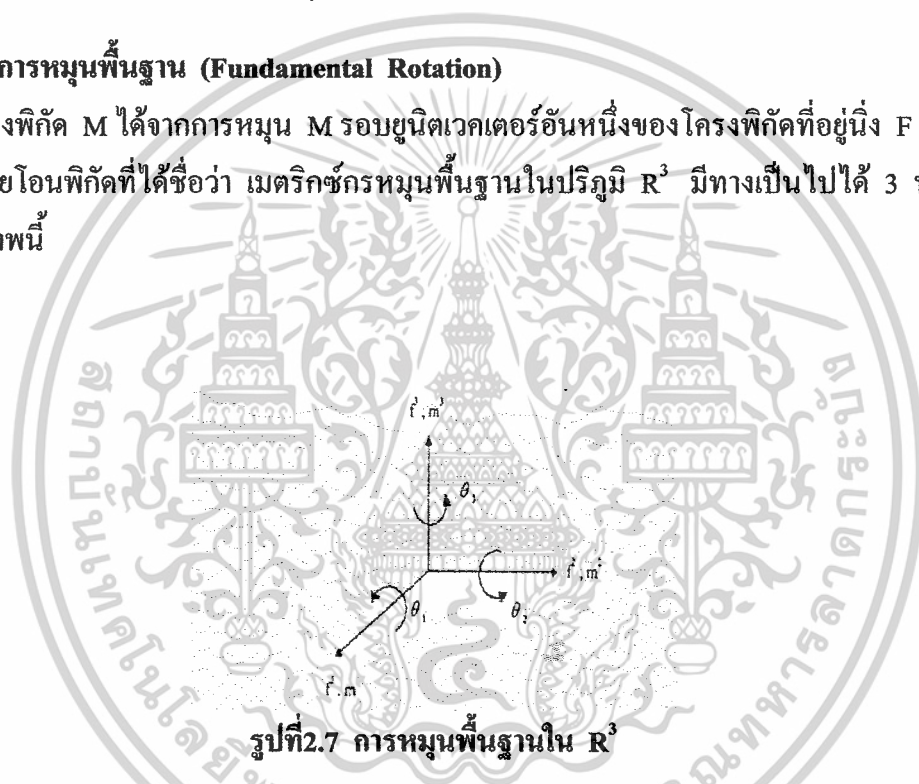 การหมุนพื้นฐาน (Fundamental Rotation)
งพิกัด M ได้จากการหมุน M รอบยูนิตเวคเตอร์อันหนึ่งของโครงพิกัดที่อยู่นิ่ง F
ยโอนพิกัดที่ได้ชื่อว่า เมตริกซ์กรหมุนพื้นฐานในปริภูมิ R³ มีทางเป็นไปได้ 3
าพนี้
f³,m³
θ₃
f²,m²
θ₁
θ₂
f¹,m
รูปที่2.7 การหมุนพื้นฐานใน R³